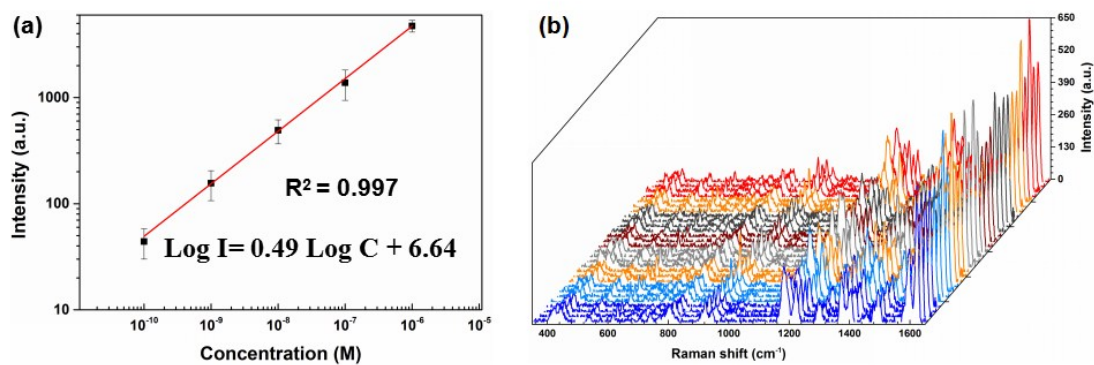 (a)
Intensity (a.u.)
1000
100
10
R² = 0.997
Log I= 0.49 Log C + 6.64
10⁻¹⁰ 10⁻⁹ 10⁻⁸ 10⁻⁷ 10⁻⁶ 10⁻⁵
Concentration (M)
(b)
650
520
390
260
130
0
Intensity (a.u.)
400 600 800 1000 1200 1400 1600
Raman shift (cm⁻¹)